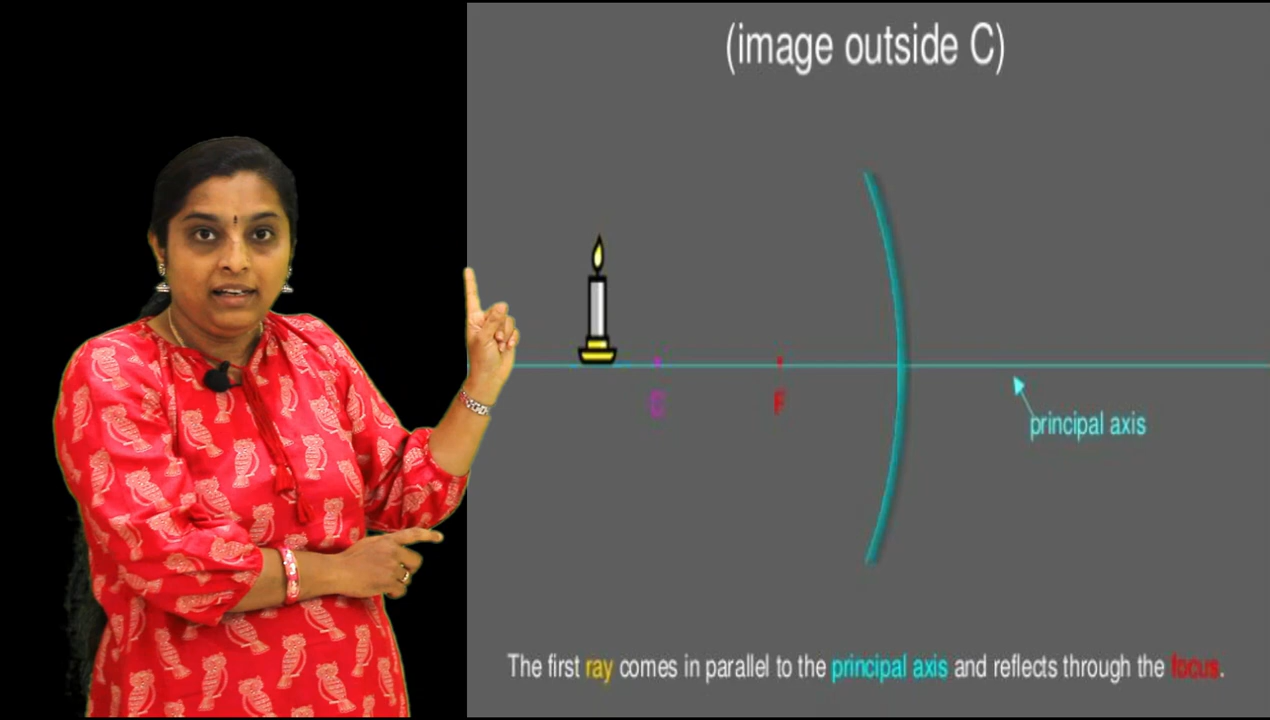 (image outside C)
C F
principal axis
The first ray comes in parallel to the principal axis and reflects through the focus.